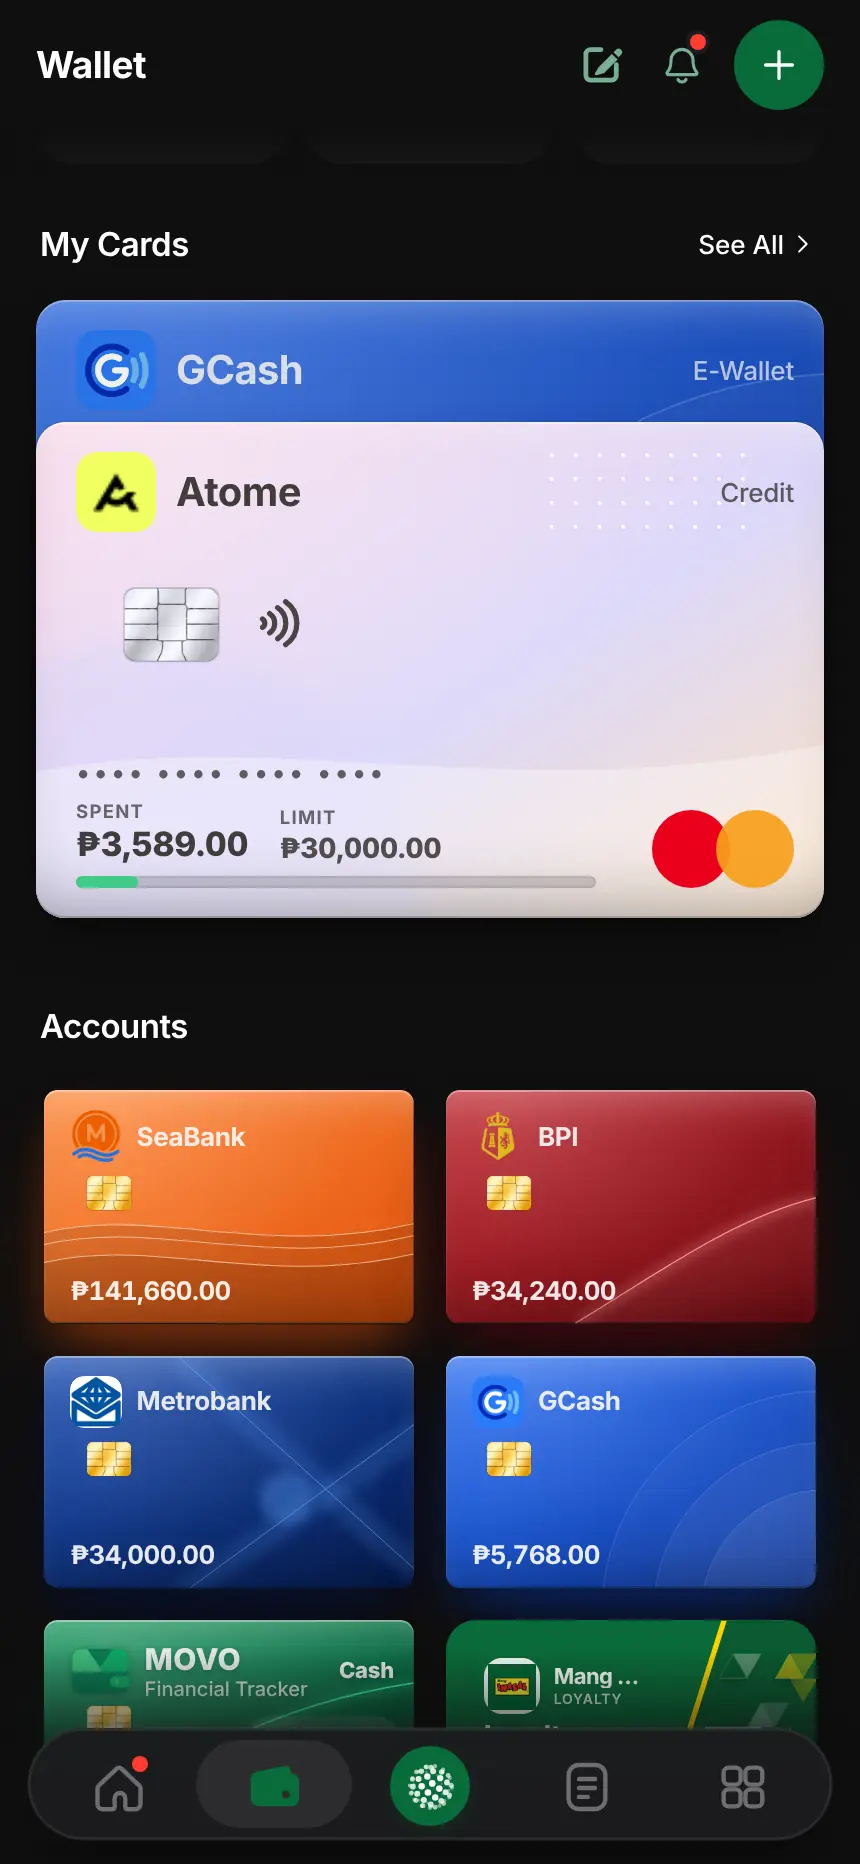 Wallet
My Cards
See All
GCash
E-Wallet
Atome
Credit
•••• •••• •••• ••••
SPENT
₱3,589.00
LIMIT
₱30,000.00
Accounts
SeaBank
₱141,660.00
BPI
₱34,240.00
Metrobank
₱34,000.00
GCash
₱5,768.00
MOVO
Financial Tracker
Cash
Mang ...
LOYALTY